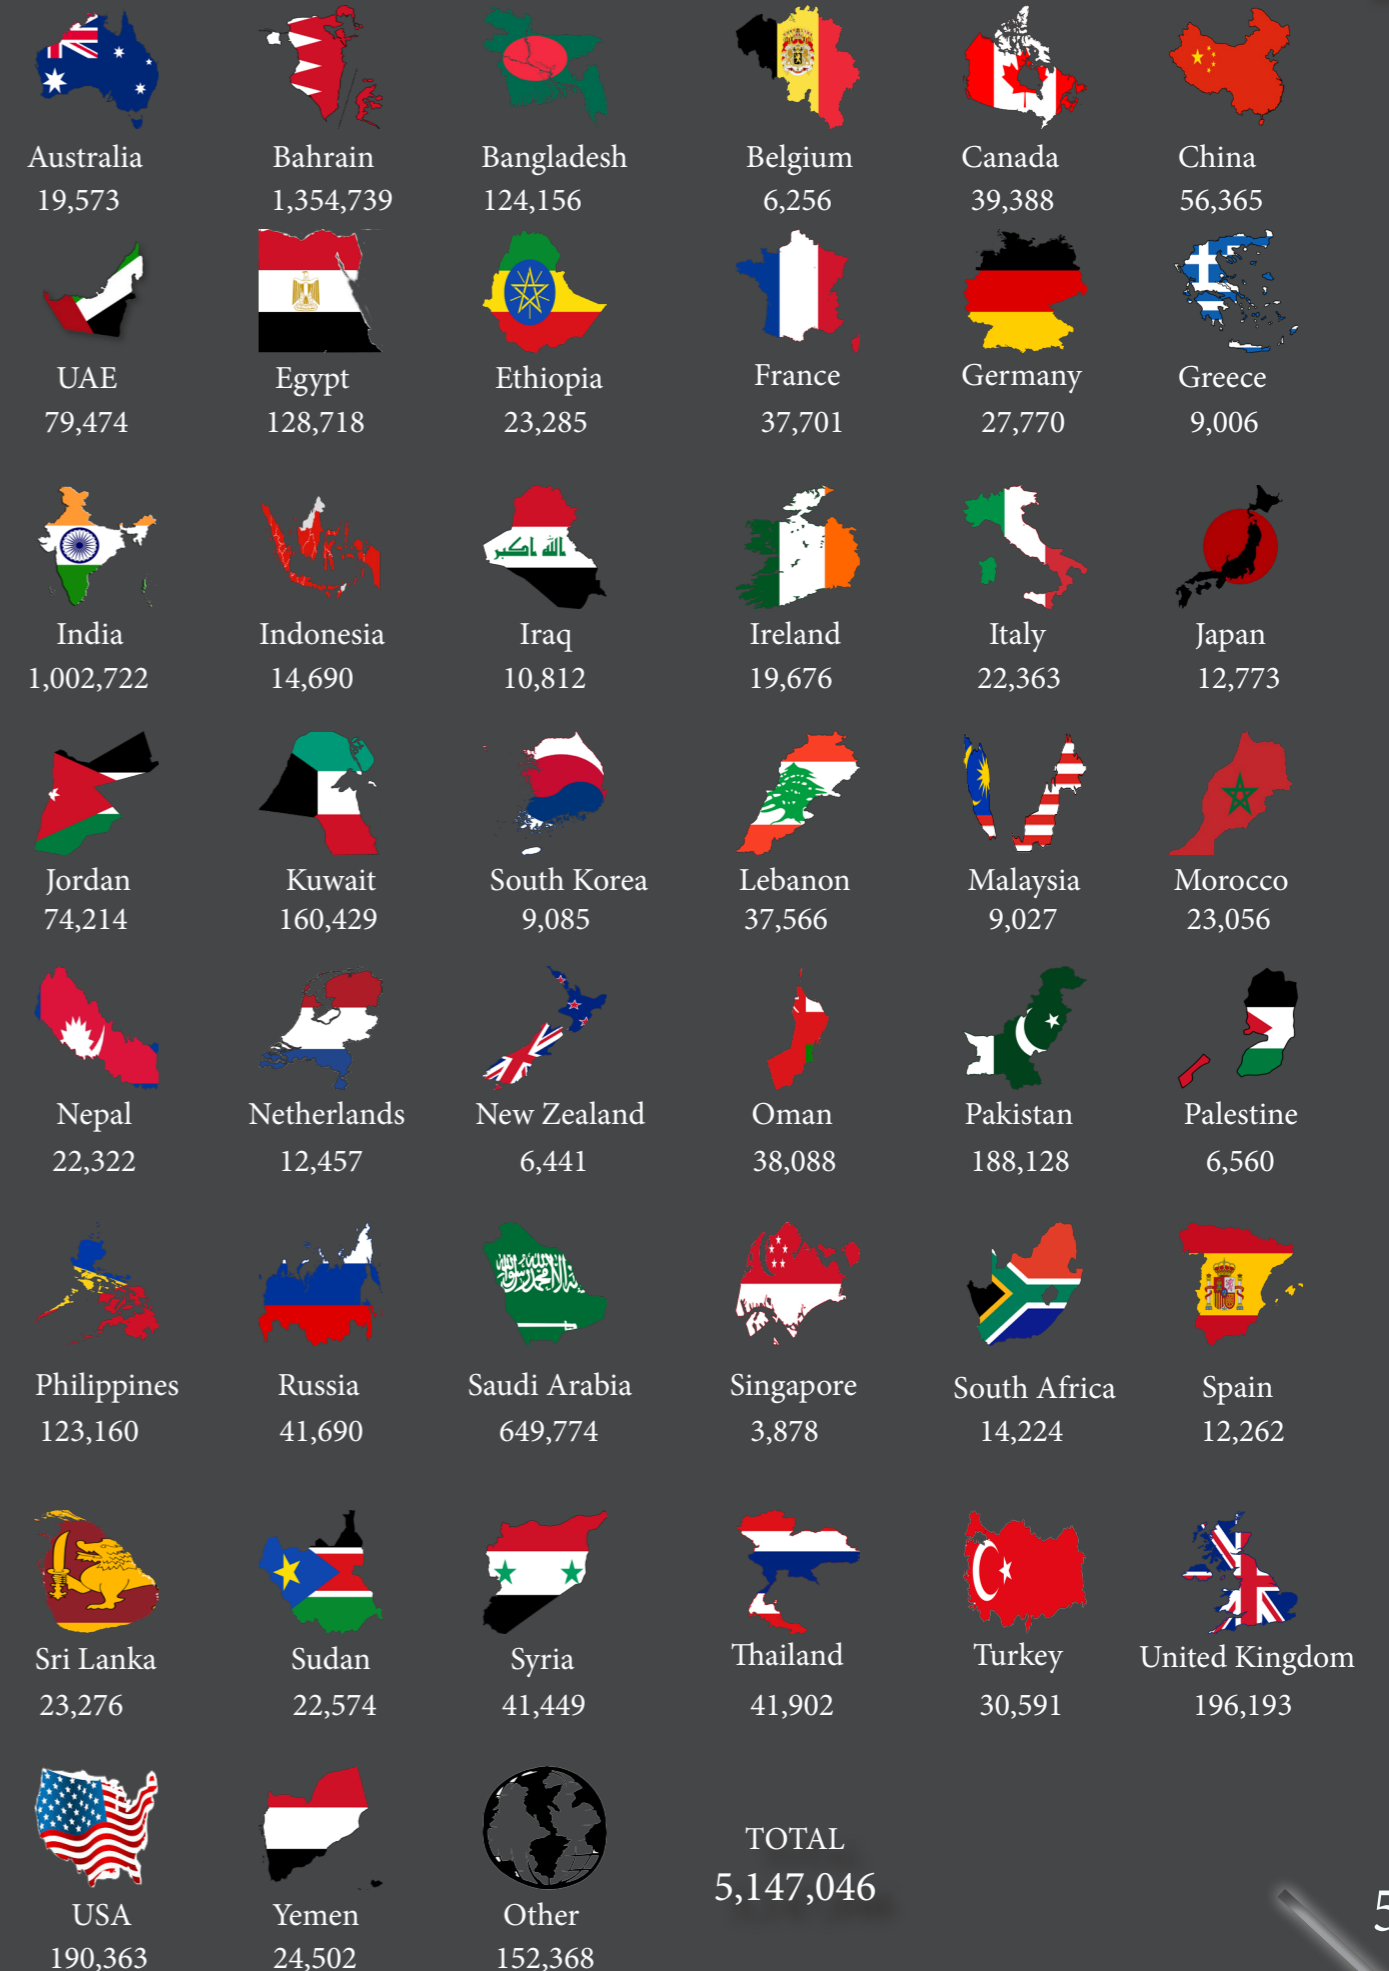 Australia Bahrain Bangladesh Belgium Canada China
19,573 1,354,739 124,156 6,256 39,388 56,365
UAE Egypt Ethiopia France Germany Greece
79,474 128,718 23,285 37,701 27,770 9,006
الله اكبر
India Indonesia Iraq Ireland Italy Japan
1,002,722 14,690 10,812 19,676 22,363 12,773
Jordan Kuwait South Korea Lebanon Malaysia Morocco
74,214 160,429 9,085 37,566 9,027 23,056
Nepal Netherlands New Zealand Oman Pakistan Palestine
22,322 12,457 6,441 38,088 188,128 6,560
Philippines Russia Saudi Arabia Singapore South Africa Spain
123,160 41,690 649,774 3,878 14,224 12,262
Sri Lanka Sudan Syria Thailand Turkey United Kingdom
23,276 22,574 41,449 41,902 30,591 196,193
TOTAL
5,147,046
5
USA Yemen Other
190,363 24,502 152,368